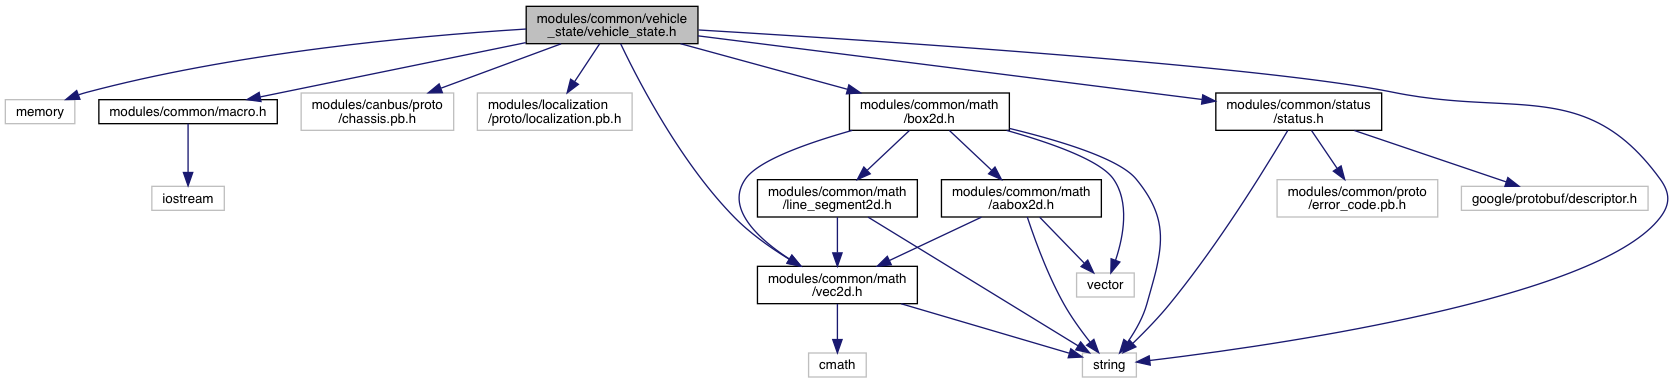 modules/common/vehicle
_state/vehicle_state.h
memory
modules/common/macro.h
modules/canbus/proto
/chassis.pb.h
modules/localization
/proto/localization.pb.h
modules/common/math
/box2d.h
modules/common/status
/status.h
iostream
modules/common/math
/line_segment2d.h
modules/common/math
/aabox2d.h
modules/common/proto
/error_code.pb.h
google/protobuf/descriptor.h
modules/common/math
/vec2d.h
vector
cmath
string